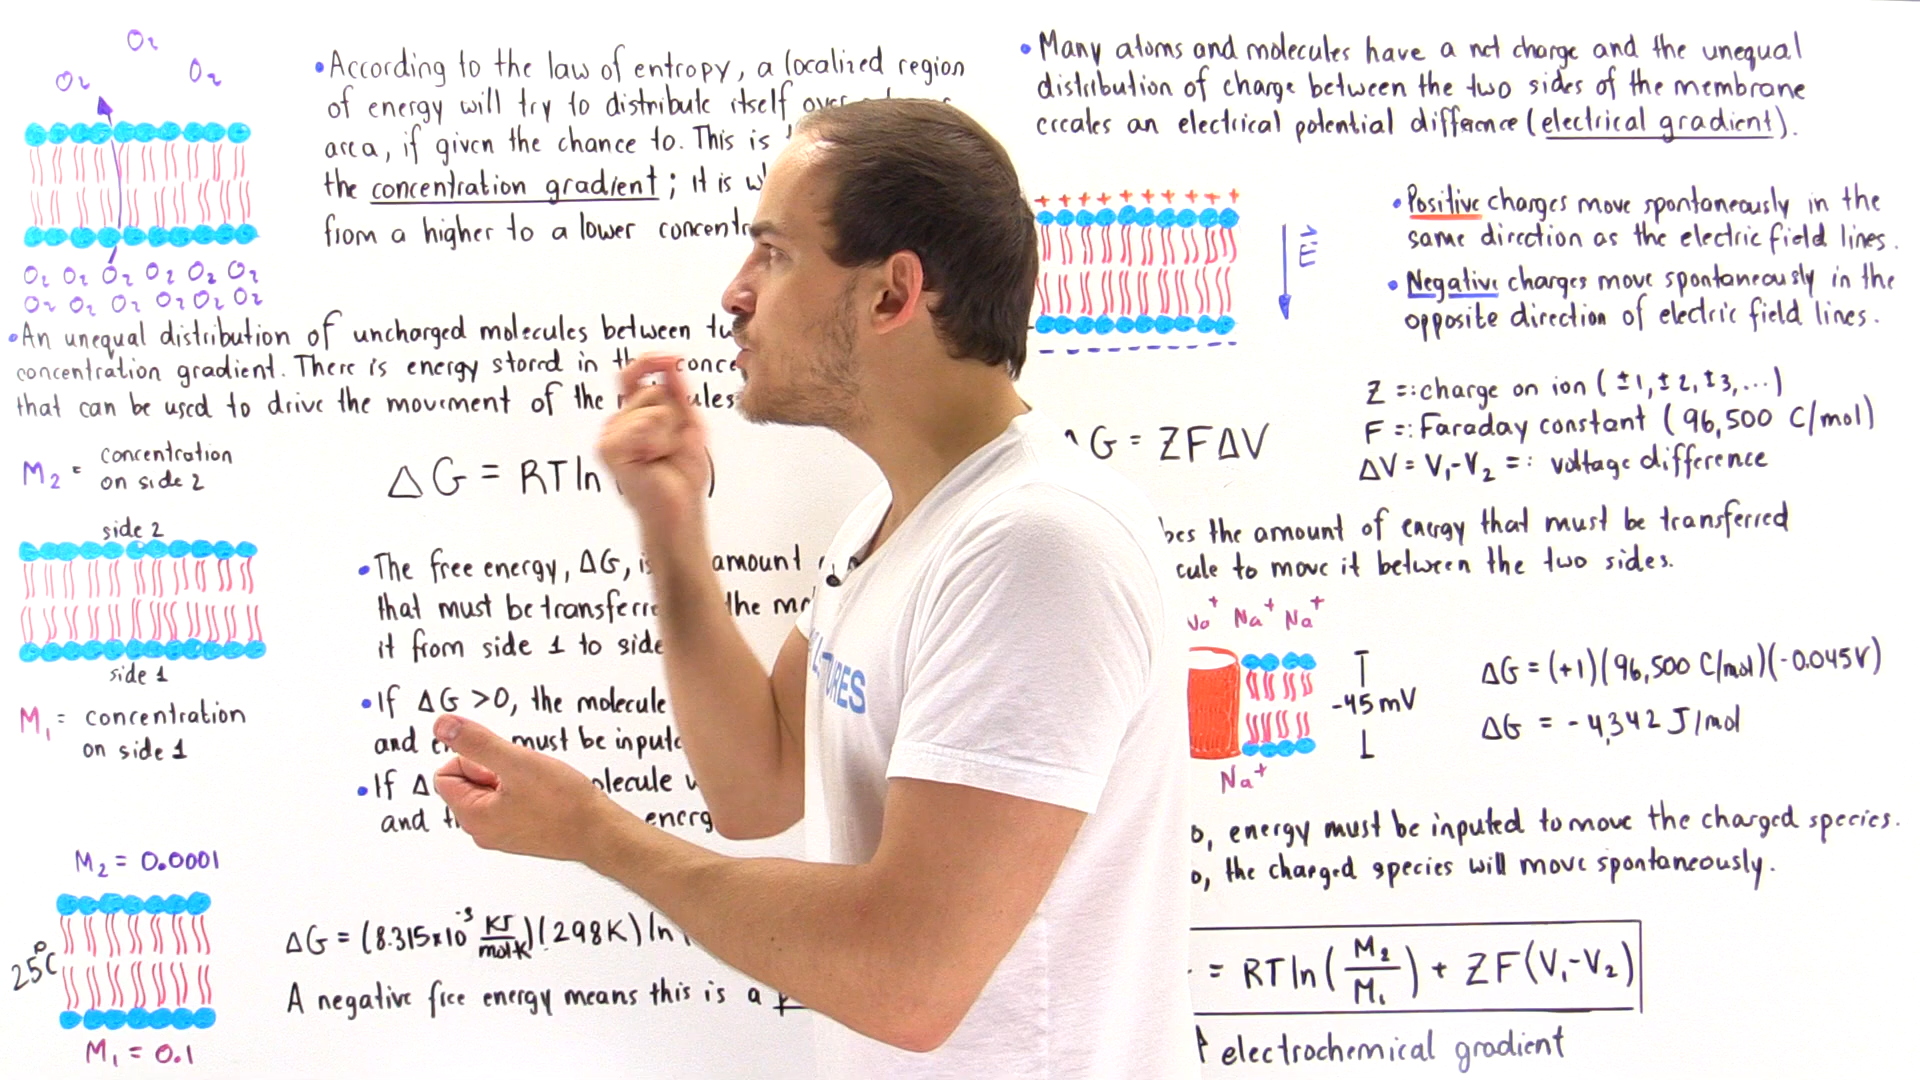 O2
O2 O2
O2 O2 O2 O2 O2 O2
O2 O2 O2 O2 O2 O2
• According to the law of entropy, a localized region
of energy will try to distribute itself over
area, if given the chance to. This is
the concentration gradient; it is
from a higher to a lower
• An unequal distribution of uncharged molecules between
concentration gradient. There is energy stored in
that can be used to drive the movement of the
M2 = concentration
on side 2
side 2
side 1
M1 = concentration
on side 1
ΔG = RTln
• The free energy, ΔG, amount
that must be the
it from side 1 to side
• If ΔG >0, the molecule
and must be
• If
and
M2 = 0.0001
25°C
M1 = 0.1
ΔG = (8.315x10^-3 KJ/mol·K)(298K) ln
A negative free energy means this is a
• Many atoms and molecules have a net charge and the unequal
distribution of charge between the two sides of the membrane
creates an electrical potential difference (electrical gradient).
+ + + + + + + + + +
- - - - - - - - - -
E
• Positive charges move spontaneously in the
same direction as the electric field lines.
• Negative charges move spontaneously in the
opposite direction of electric field lines.
G = ZFΔV
Z =: charge on ion (±1, ±2, ±3, ...)
F =: Faraday constant (96,500 C/mol)
ΔV = V1-V2 =: voltage difference
the amount of energy that must be transferred
to move it between the two sides.
Na+ Na+ Na+
-45 mV
Na+
ΔG = (+1)(96,500 C/mol)(-0.045V)
ΔG = -4,342 J/mol
energy must be inputed to move the charged species.
the charged species will move spontaneously.
= RTln(M2/M1) + ZF(V1-V2)
electrochemical gradient